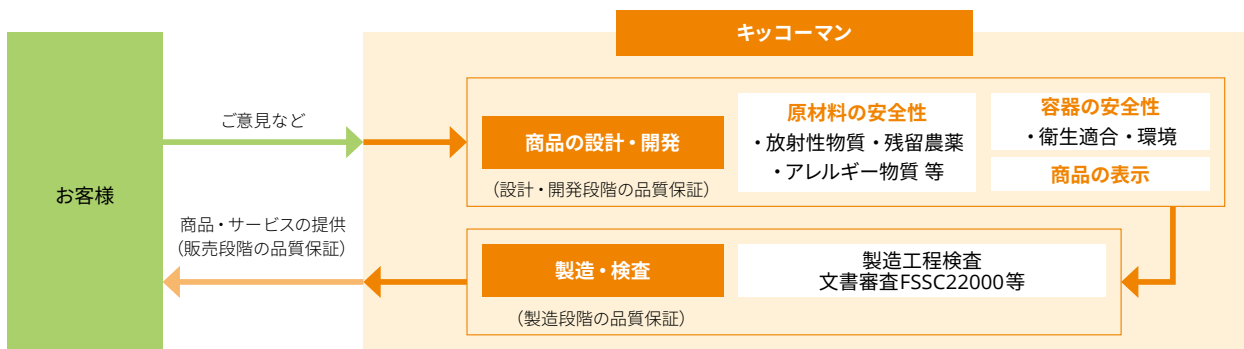 キッコーマン
お客様
ご意見など
商品・サービスの提供
（販売段階の品質保証）
商品の設計・開発
（設計・開発段階の品質保証）
原材料の安全性
・放射性物質・残留農薬
・アレルギー物質 等
容器の安全性
・衛生適合・環境
商品の表示
製造・検査
（製造段階の品質保証）
製造工程検査
文書審査FSSC22000等